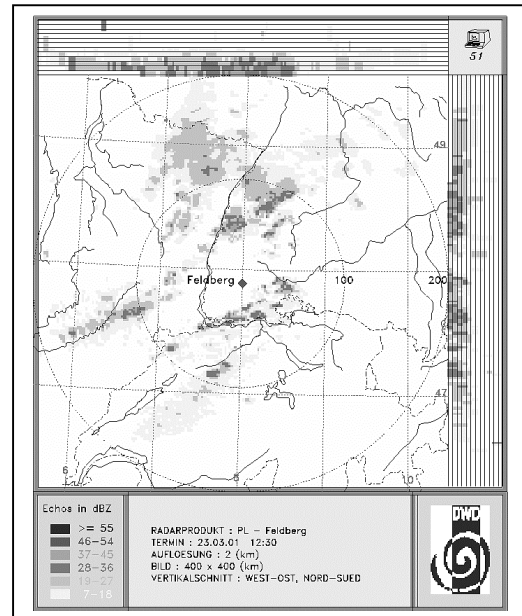 51
49
Feldberg
100
200
47
6
8
10
Echos in dBZ
>= 55
46-54
37-45
28-36
19-27
7-18
RADARPRODUKT : PL - Feldberg
TERMIN : 23.03.01 12:30
AUFLOESUNG : 2 (km)
BILD : 400 x 400 (km)
VERTIKALSCHNITT : WEST-OST, NORD-SUED
DWD